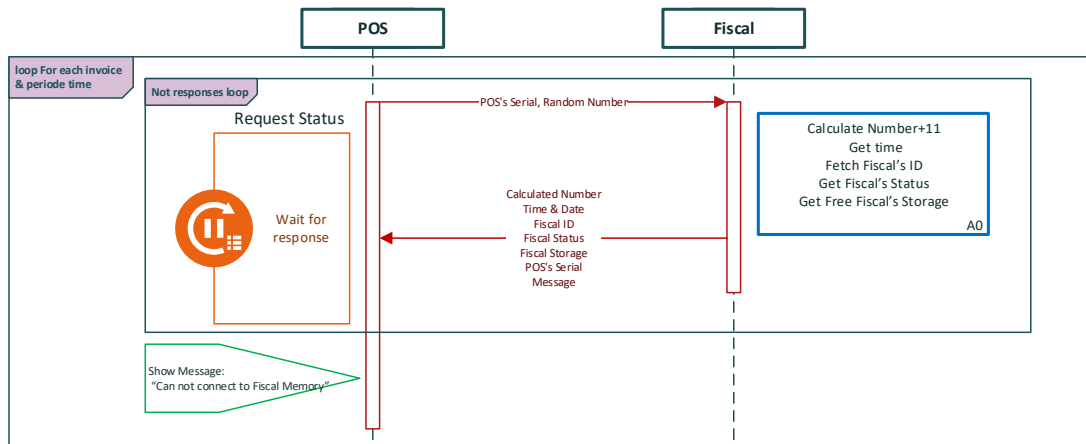 POS
Fiscal
loop For each invoice
& periode time
Not responses loop
Request Status
POS's Serial, Random Number
Calculate Number+11
Get time
Fetch Fiscal's ID
Get Fiscal's Status
Get Free Fiscal's Storage
A0
Wait for
response
Calculated Number
Time & Date
Fiscal ID
Fiscal Status
Fiscal Storage
POS's Serial
Message
Show Message:
“Can not connect to Fiscal Memory”